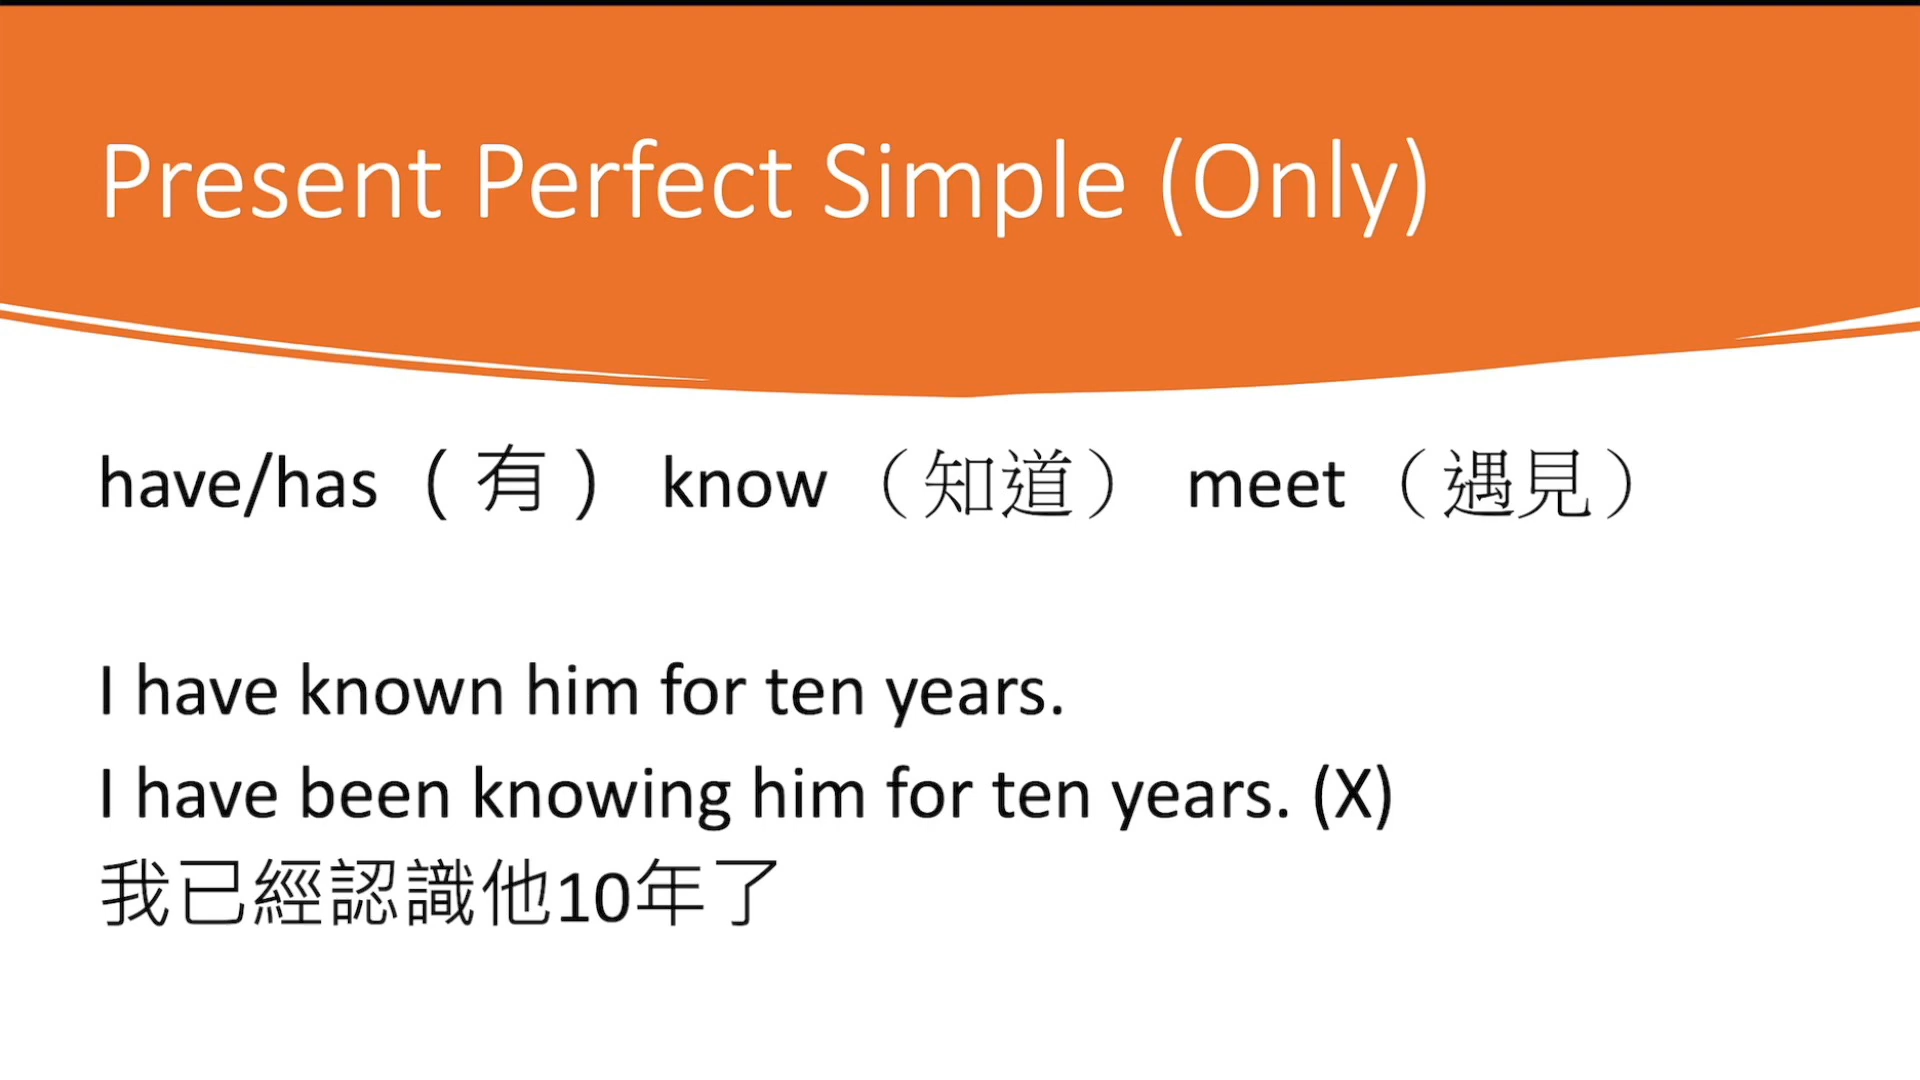 Present Perfect Simple (Only)
have/has (有) know （知道） meet （遇見）
I have known him for ten years.
I have been knowing him for ten years. (X)
我已經認識他10年了